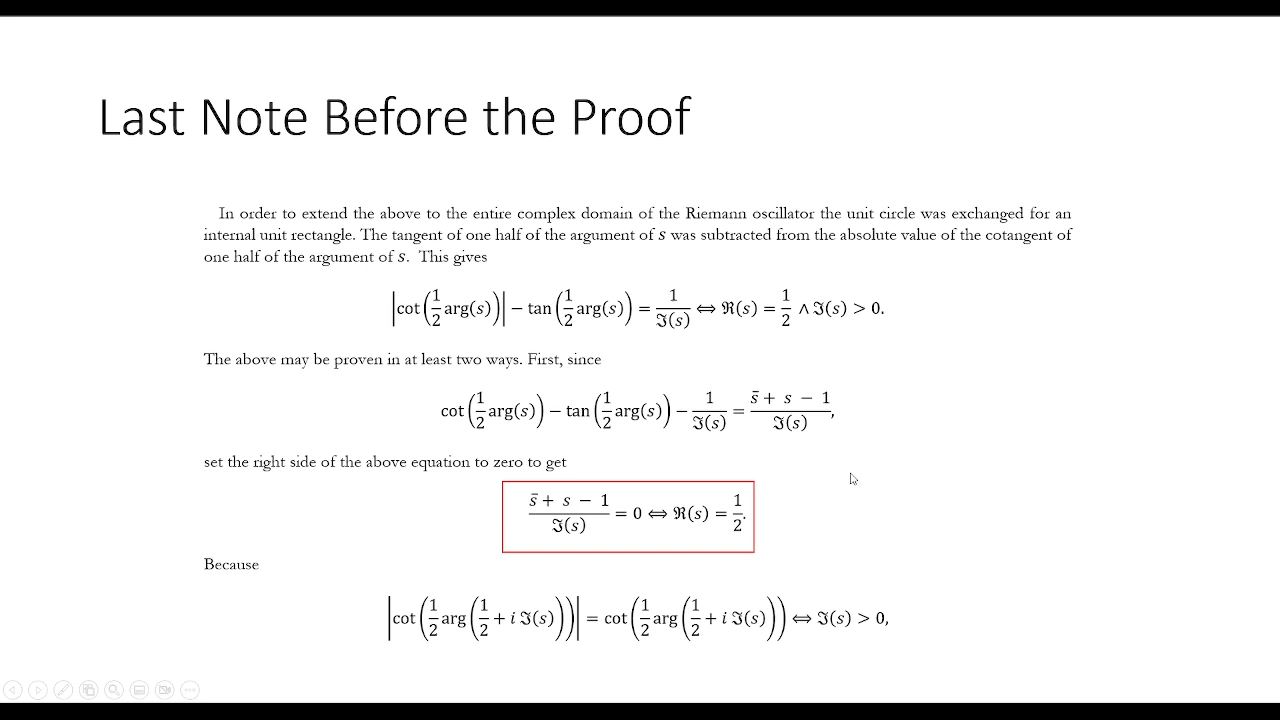 Last Note Before the Proof
In order to extend the above to the entire complex domain of the Riemann oscillator the unit circle was exchanged for an
internal unit rectangle. The tangent of one half of the argument of s was subtracted from the absolute value of the cotangent of
one half of the argument of s. This gives
|cot(1/2 arg(s))| − tan(1/2 arg(s)) = 1/ℑ(s) ⇔ ℜ(s) = 1/2 ∧ ℑ(s) > 0.
The above may be proven in at least two ways. First, since
cot(1/2 arg(s)) − tan(1/2 arg(s)) − 1/ℑ(s) = (s̄ + s − 1)/ℑ(s),
set the right side of the above equation to zero to get
(s̄ + s − 1)/ℑ(s) = 0 ⇔ ℜ(s) = 1/2.
Because
|cot(1/2 arg(1/2 + i ℑ(s)))| = cot(1/2 arg(1/2 + i ℑ(s))) ⇔ ℑ(s) > 0,